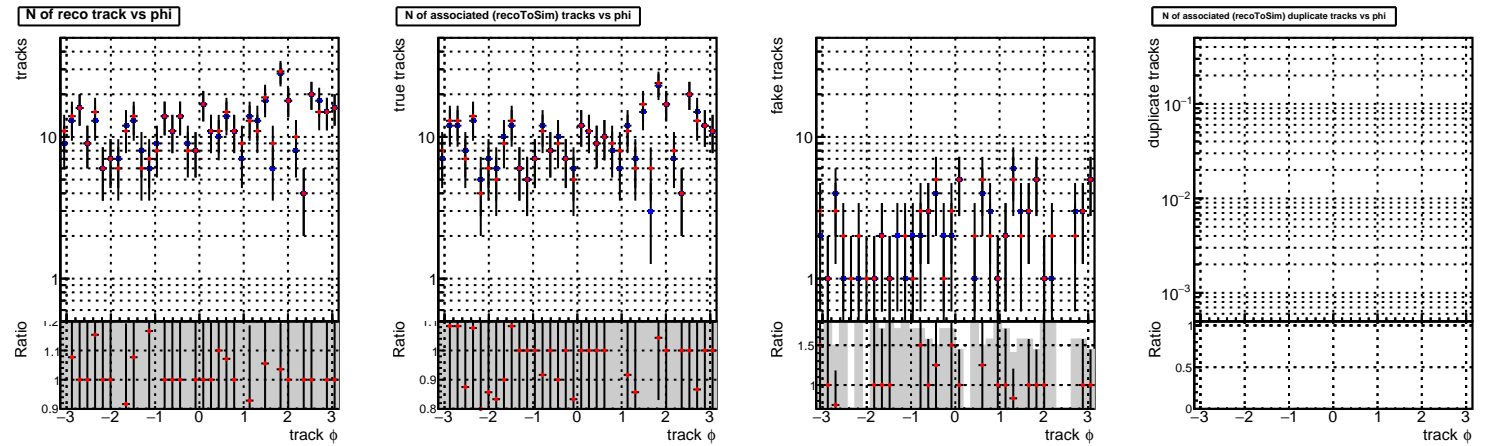 N of reco track vs phi
tracks
10
1
Ratio
1.2
1.1
1
0.9
−3 −2 −1 0 1 2 3
track ϕ
N of associated (recoToSim) tracks vs phi
true tracks
10
1
Ratio
1.1
1
0.9
0.8
−3 −2 −1 0 1 2 3
track ϕ
fake tracks
10
1
Ratio
1.5
1
−3 −2 −1 0 1 2 3
track ϕ
N of associated (recoToSim) duplicate tracks vs phi
duplicate tracks
10⁻¹
10⁻²
10⁻³
Ratio
1
0.5
0
−3 −2 −1 0 1 2 3
track ϕ